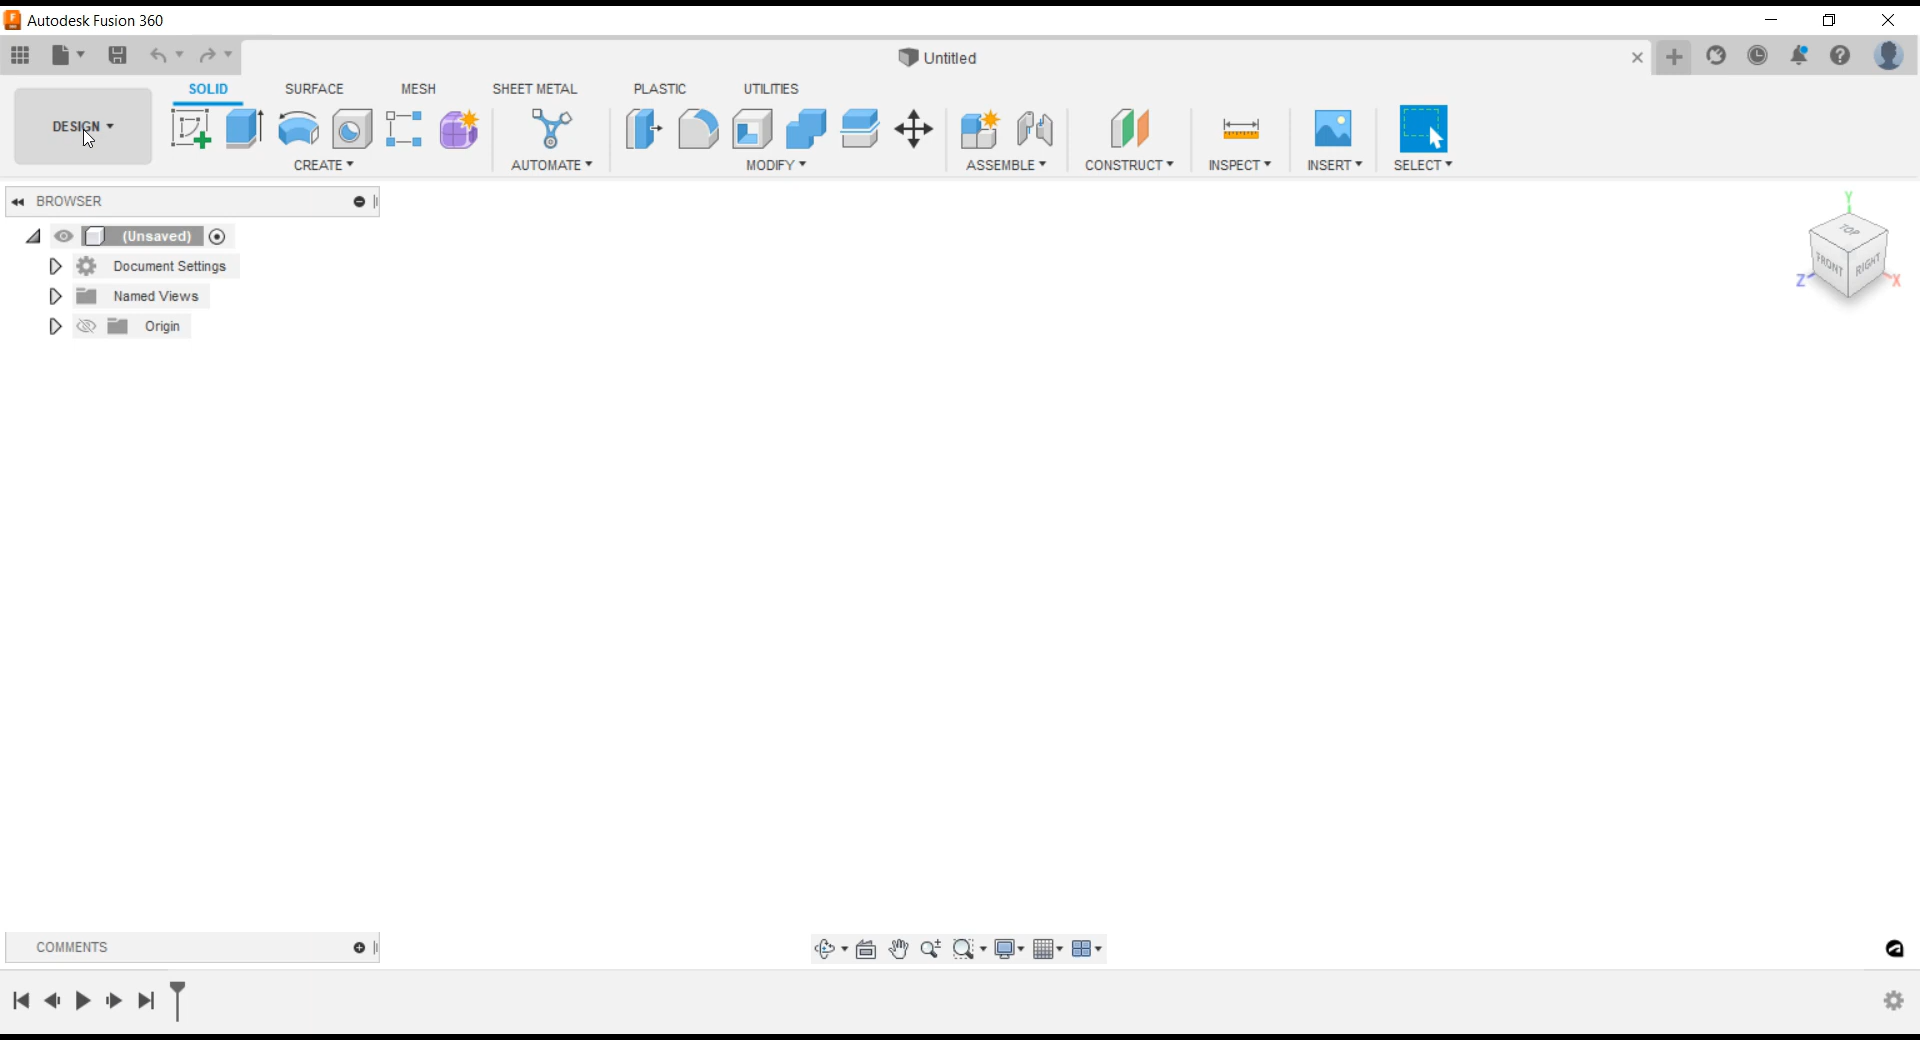 Autodesk Fusion 360
Untitled
SOLID SURFACE MESH SHEET METAL PLASTIC UTILITIES
DESIGN
CREATE AUTOMATE MODIFY ASSEMBLE CONSTRUCT INSPECT INSERT SELECT
BROWSER
(Unsaved)
Document Settings
Named Views
Origin
Y
TOP
FRONT RIGHT
Z X
COMMENTS